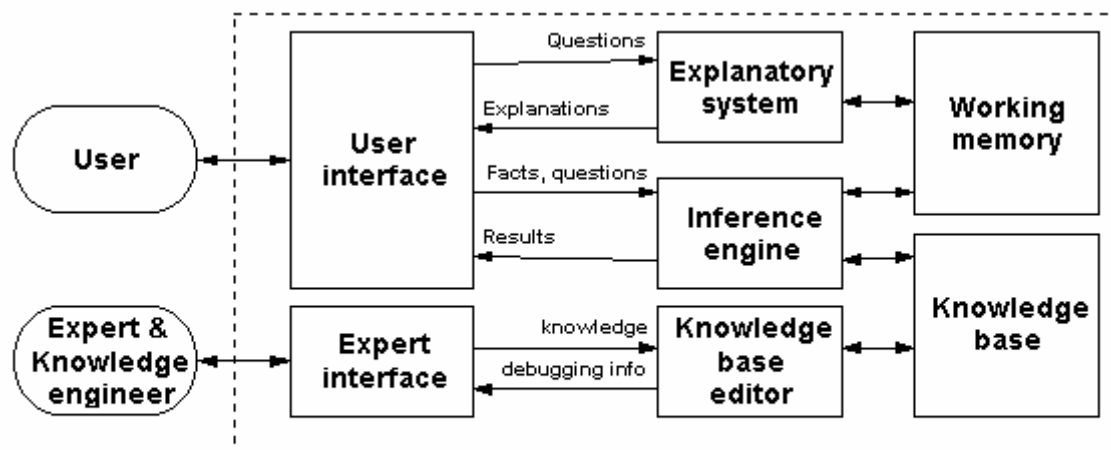 Questions
Explanatory
system
Explanations
User
User
interface
Working
memory
Facts, questions
Inference
engine
Results
Knowledge
base
Expert &
Knowledge
engineer
Expert
interface
knowledge
debugging info
Knowledge
base
editor